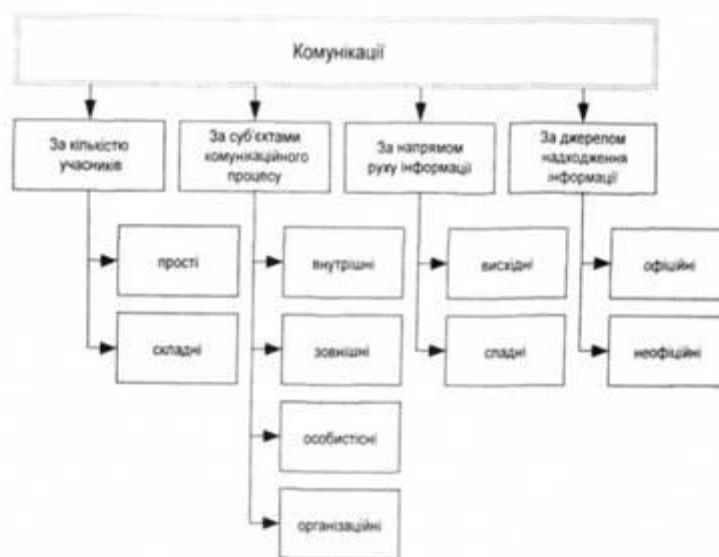 Комунікації
За кількістю
учасників
За суб'єктами
комунікаційного
процесу
За напрямом
руху інформації
За джерелом
надходження
інформації
прості
внутрішні
висхідні
офіційні
складні
зовнішні
спадні
неофіційні
особистісні
організаційні